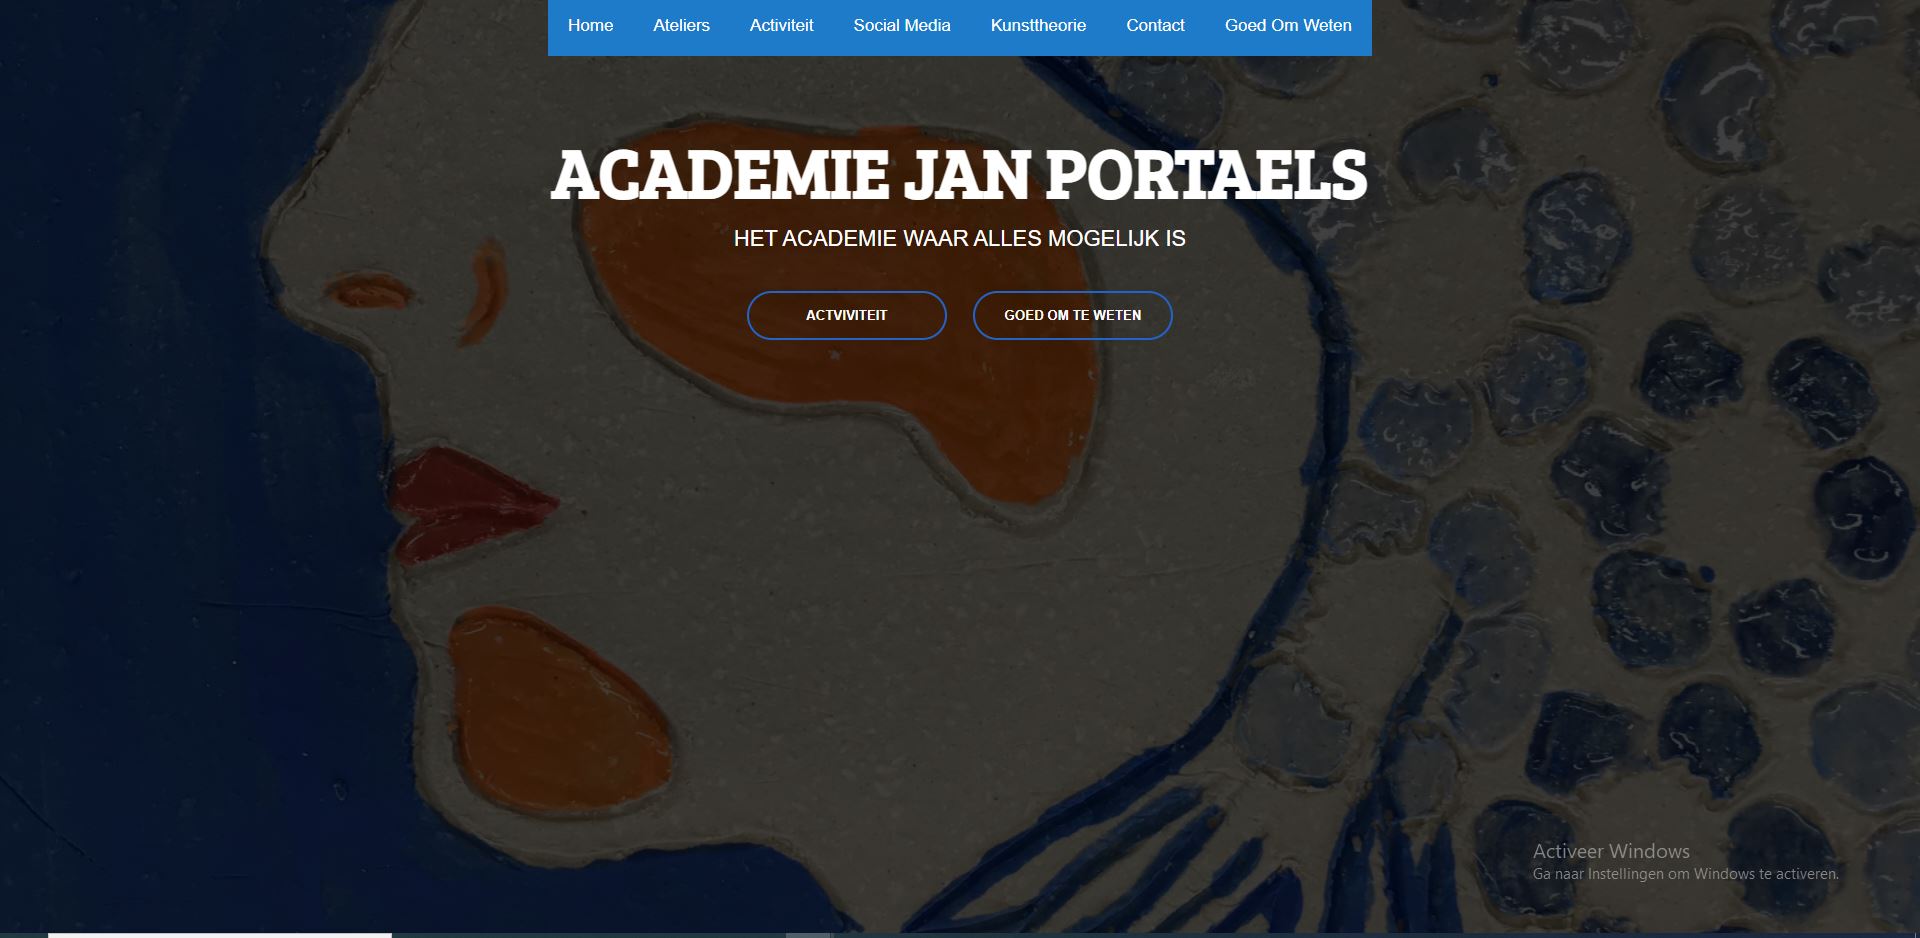 Home Ateliers Activiteit Social Media Kunsttheorie Contact Goed Om Weten
ACADEMIE JAN PORTAELS
HET ACADEMIE WAAR ALLES MOGELIJK IS
ACTVIVITEIT GOED OM TE WETEN
Activeer Windows
Ga naar Instellingen om Windows te activeren.